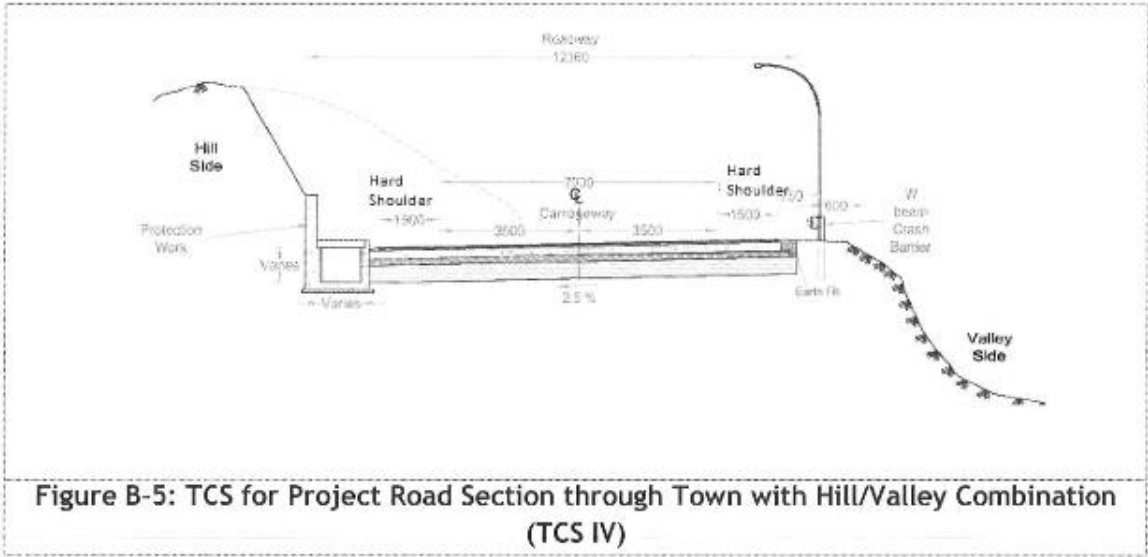 Roadway
12360
Hill
Side
Hard
Shoulder
7000
Hard
Shoulder
750
600
W
beam
Crash
Barrier
1500
3500
Carriageway
3500
1500
Protection
Work
Varies
Varies
2.5 %
Earth Fill
Valley
Side
Figure B-5: TCS for Project Road Section through Town with Hill/Valley Combination
(TCS IV)